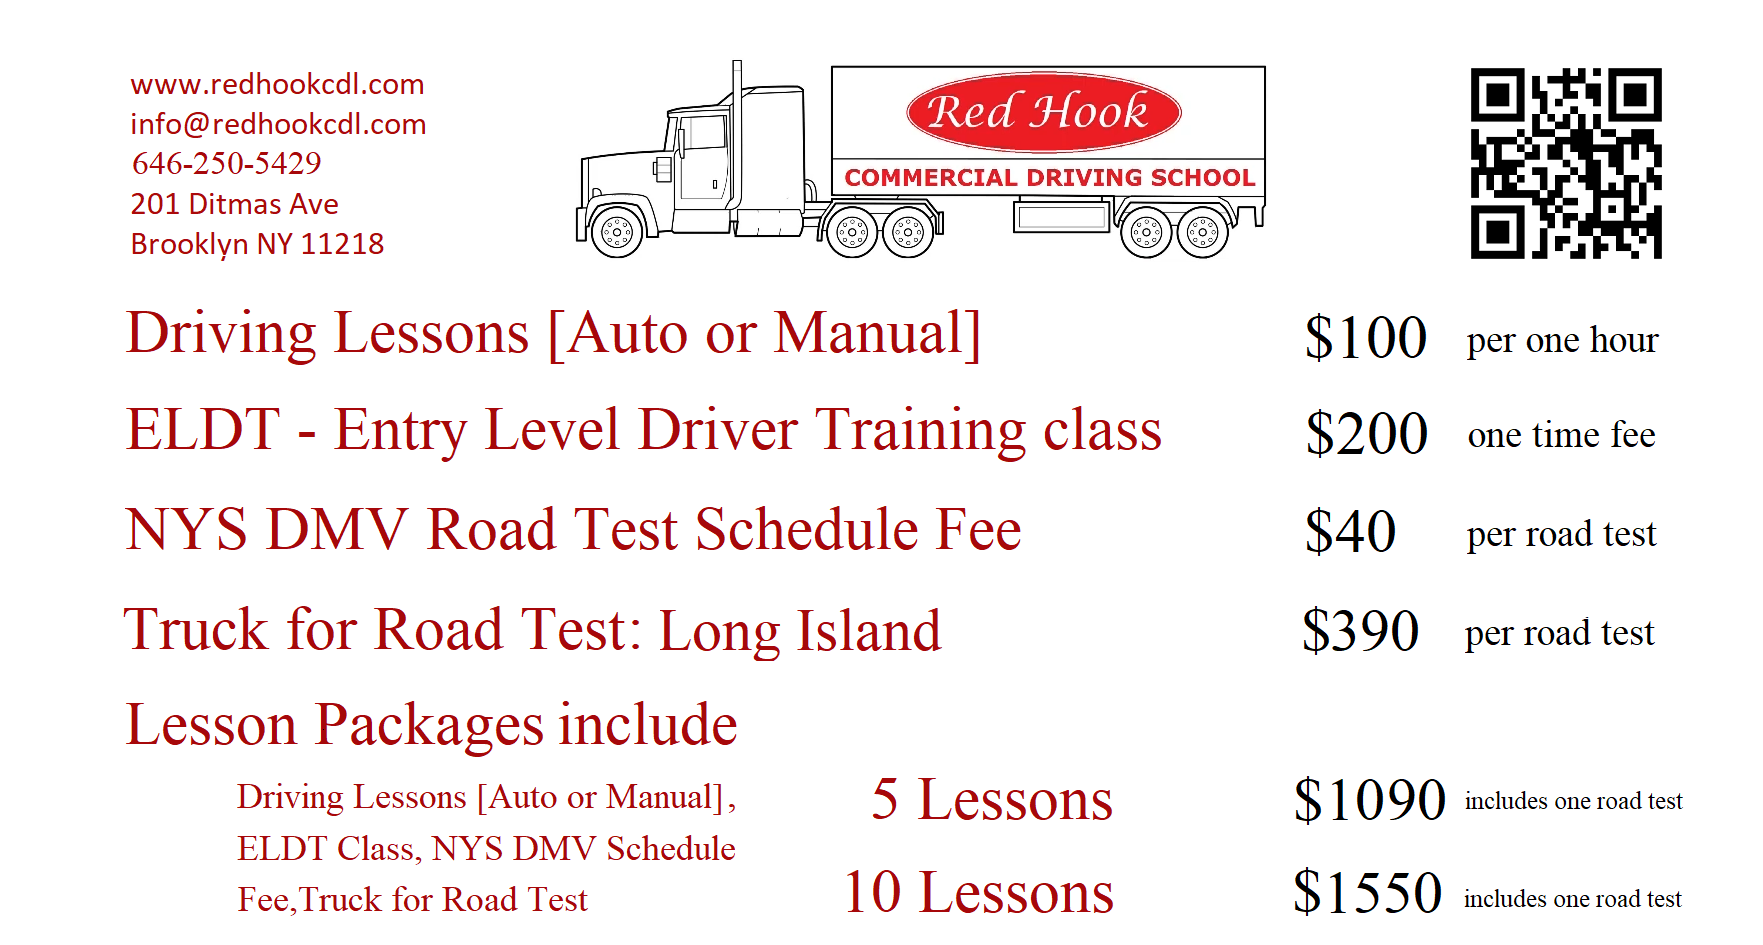 www.redhookcdl.com
info@redhookcdl.com
646-250-5429
201 Ditmas Ave
Brooklyn NY 11218
Red Hook
COMMERCIAL DRIVING SCHOOL
Driving Lessons [Auto or Manual] $100 per one hour
ELDT - Entry Level Driver Training class $200 one time fee
NYS DMV Road Test Schedule Fee $40 per road test
Truck for Road Test: Long Island $390 per road test
Lesson Packages include
Driving Lessons [Auto or Manual],
ELDT Class, NYS DMV Schedule
Fee,Truck for Road Test
5 Lessons $1090 includes one road test
10 Lessons $1550 includes one road test